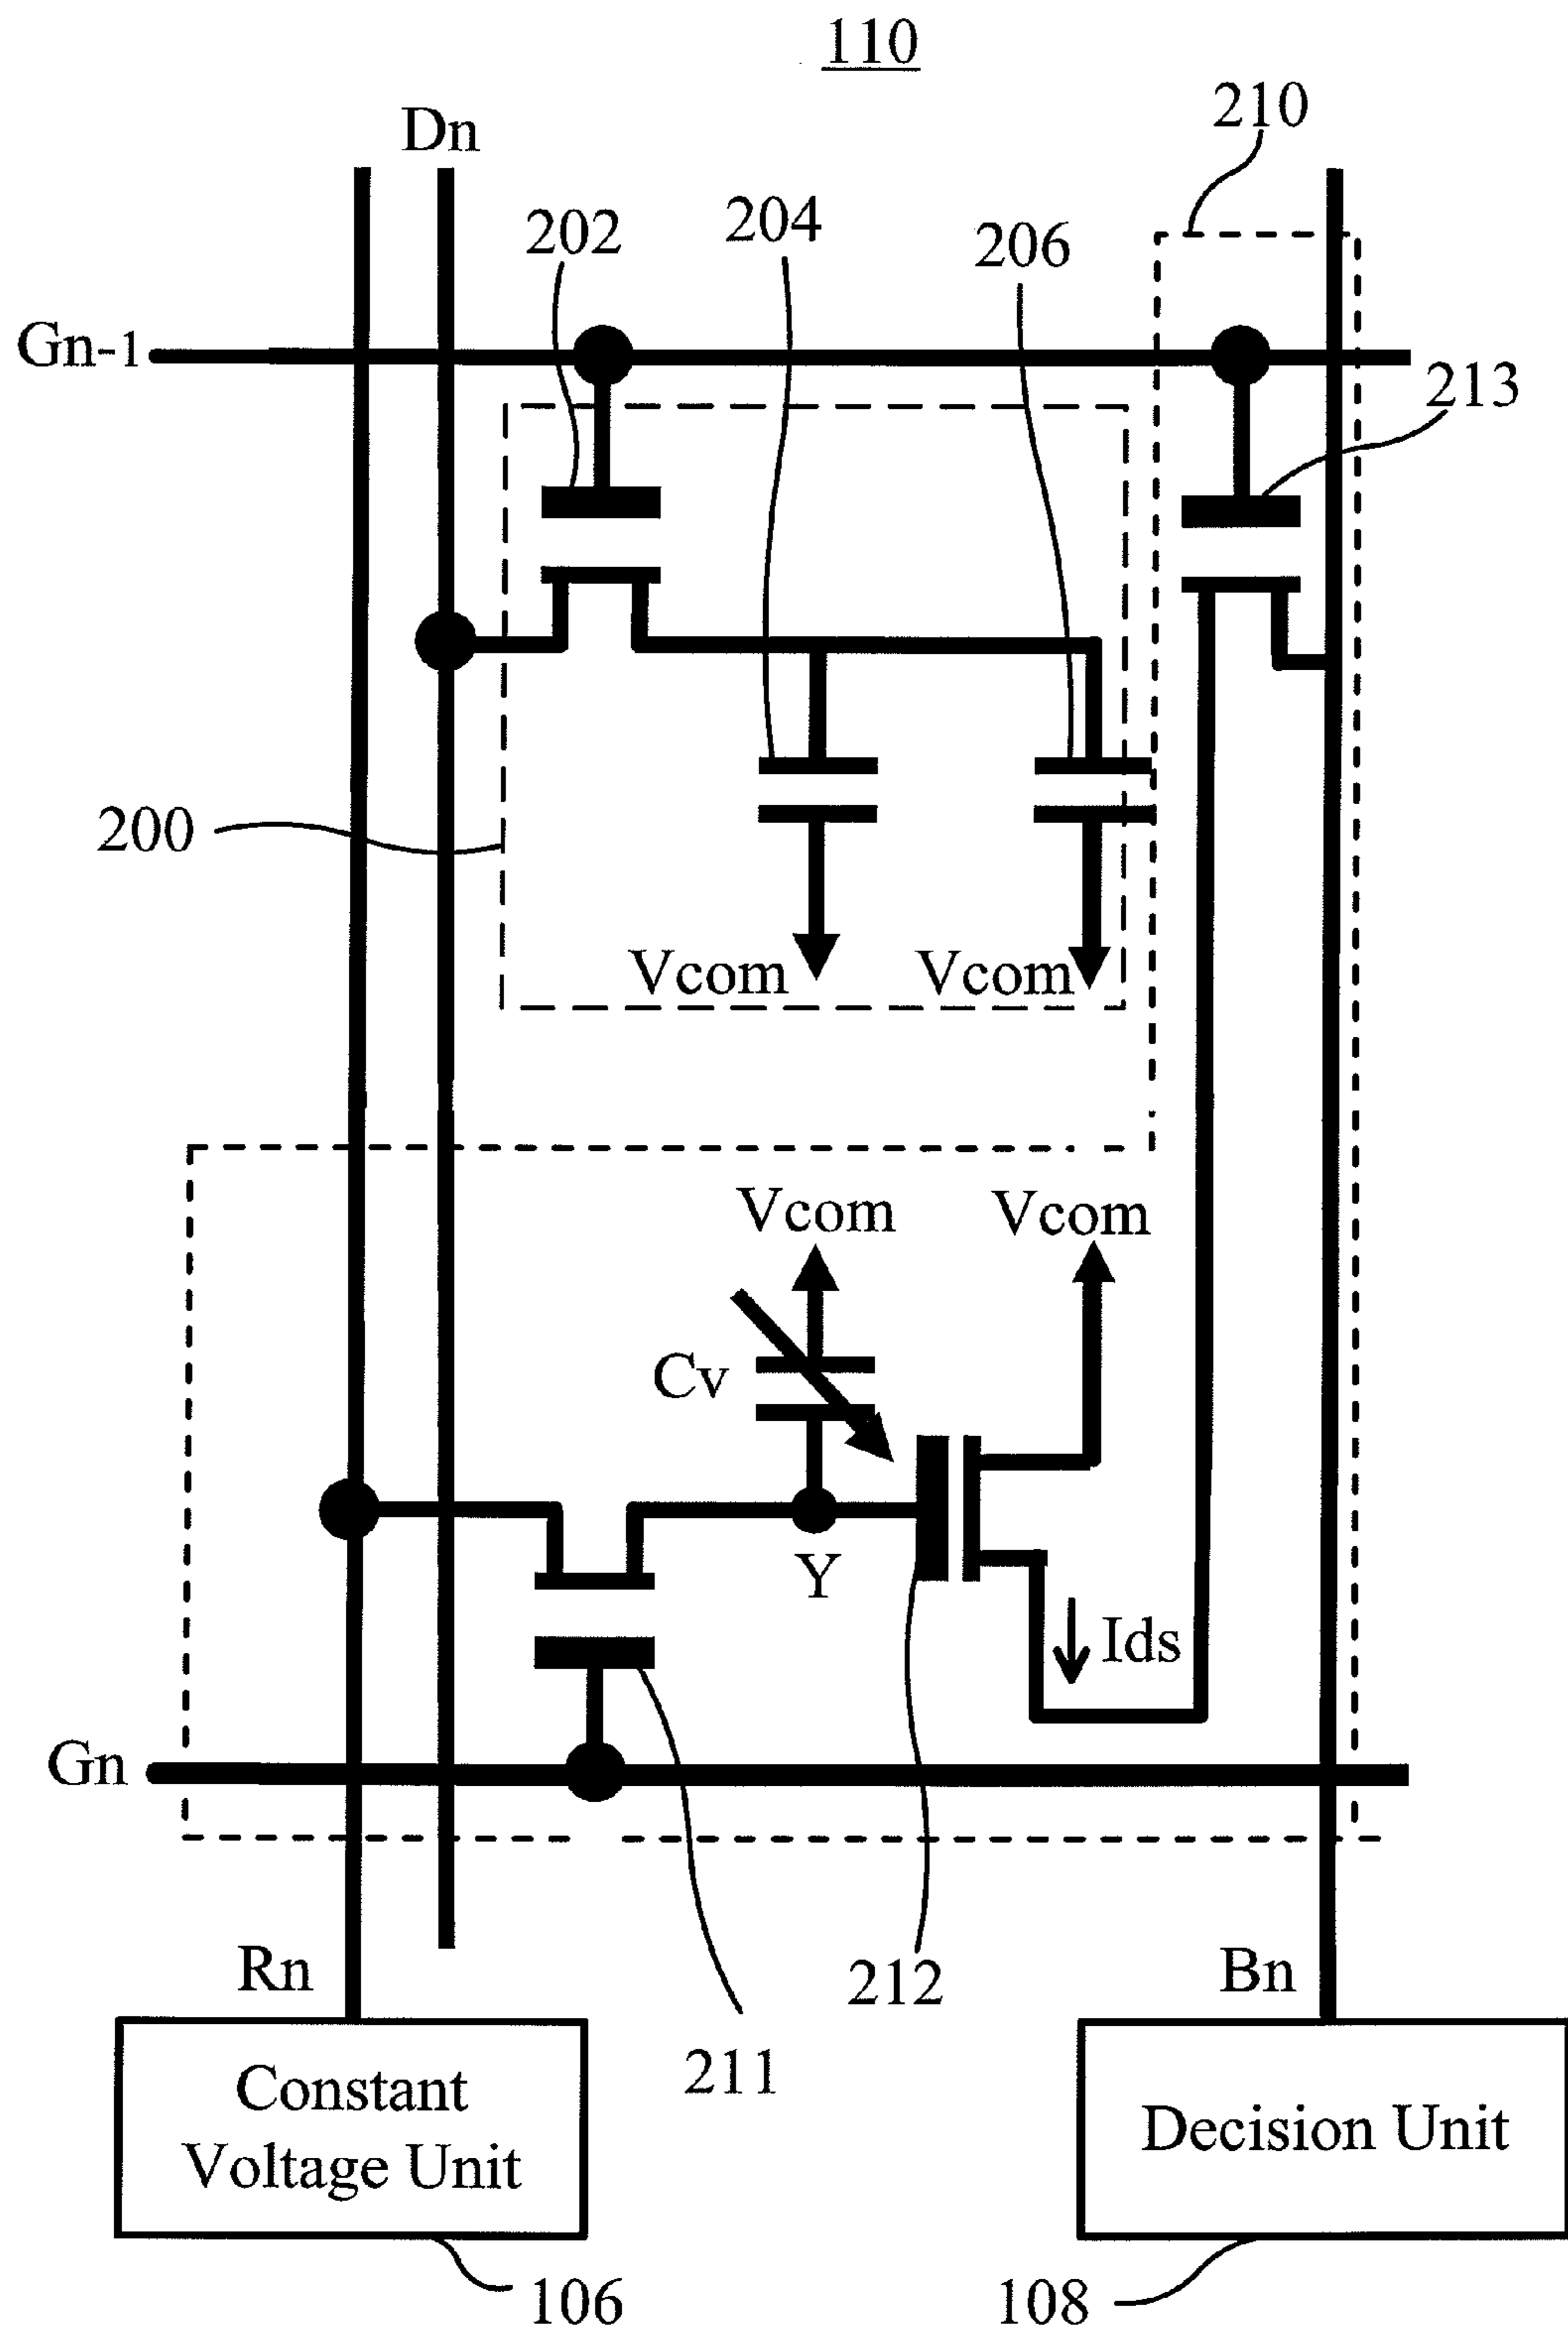 110
Dn
210
202
204
206
Gn-1
213
200
Vcom
Vcom
Vcom
Vcom
Cv
Y
Ids
Gn
Rn
212
Bn
211
Constant
Voltage Unit
Decision Unit
106
108